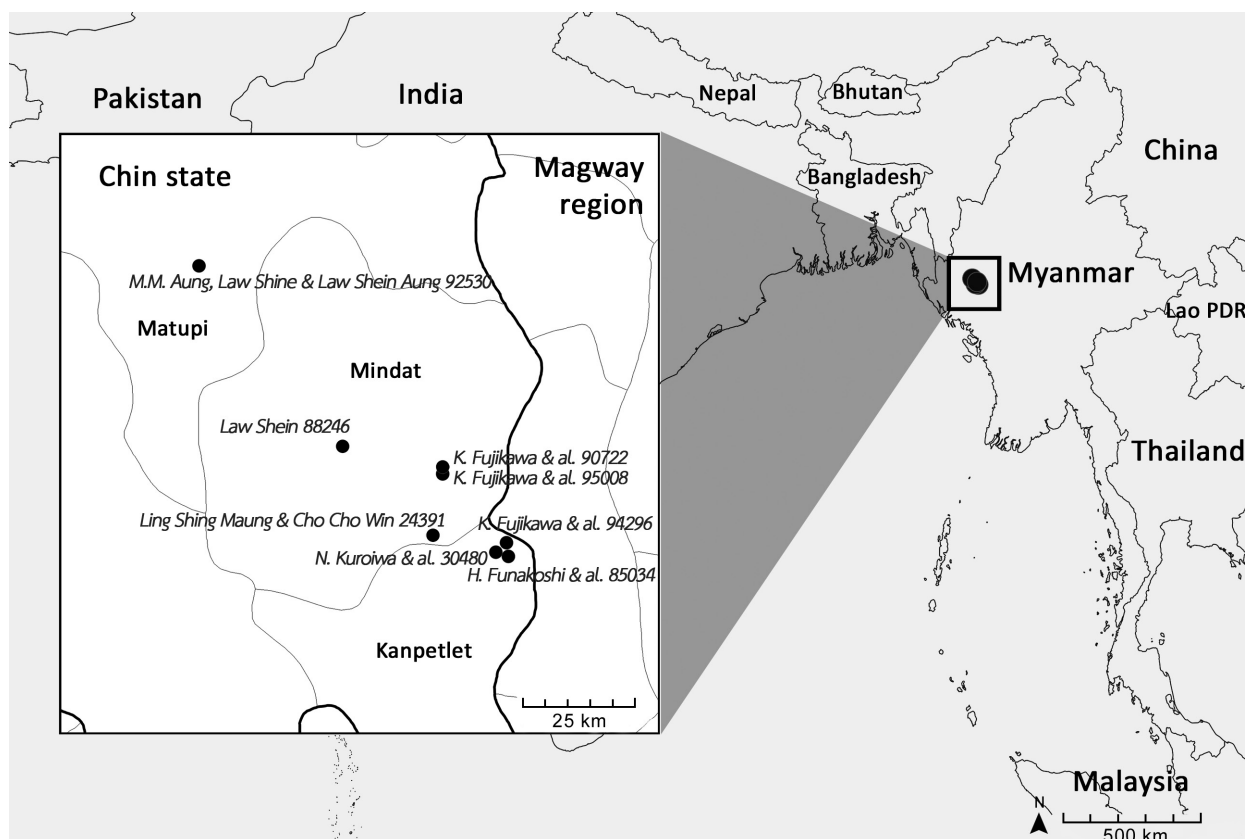 Pakistan
India
Nepal
Bhutan
China
Bangladesh
Myanmar
Lao PDR
Thailand
Malaysia
N
500 km
Chin state
Magway
region
M.M. Aung, Law Shine & Law Shein Aung 92530
Matupi
Mindat
Law Shein 88246
K. Fujikawa & al. 90722
K. Fujikawa & al. 95008
Ling Shing Maung & Cho Cho Win 24391
K. Fujikawa & al. 94296
N. Kuroiwa & al. 30480
H. Funakoshi & al. 85034
Kanpetlet
25 km